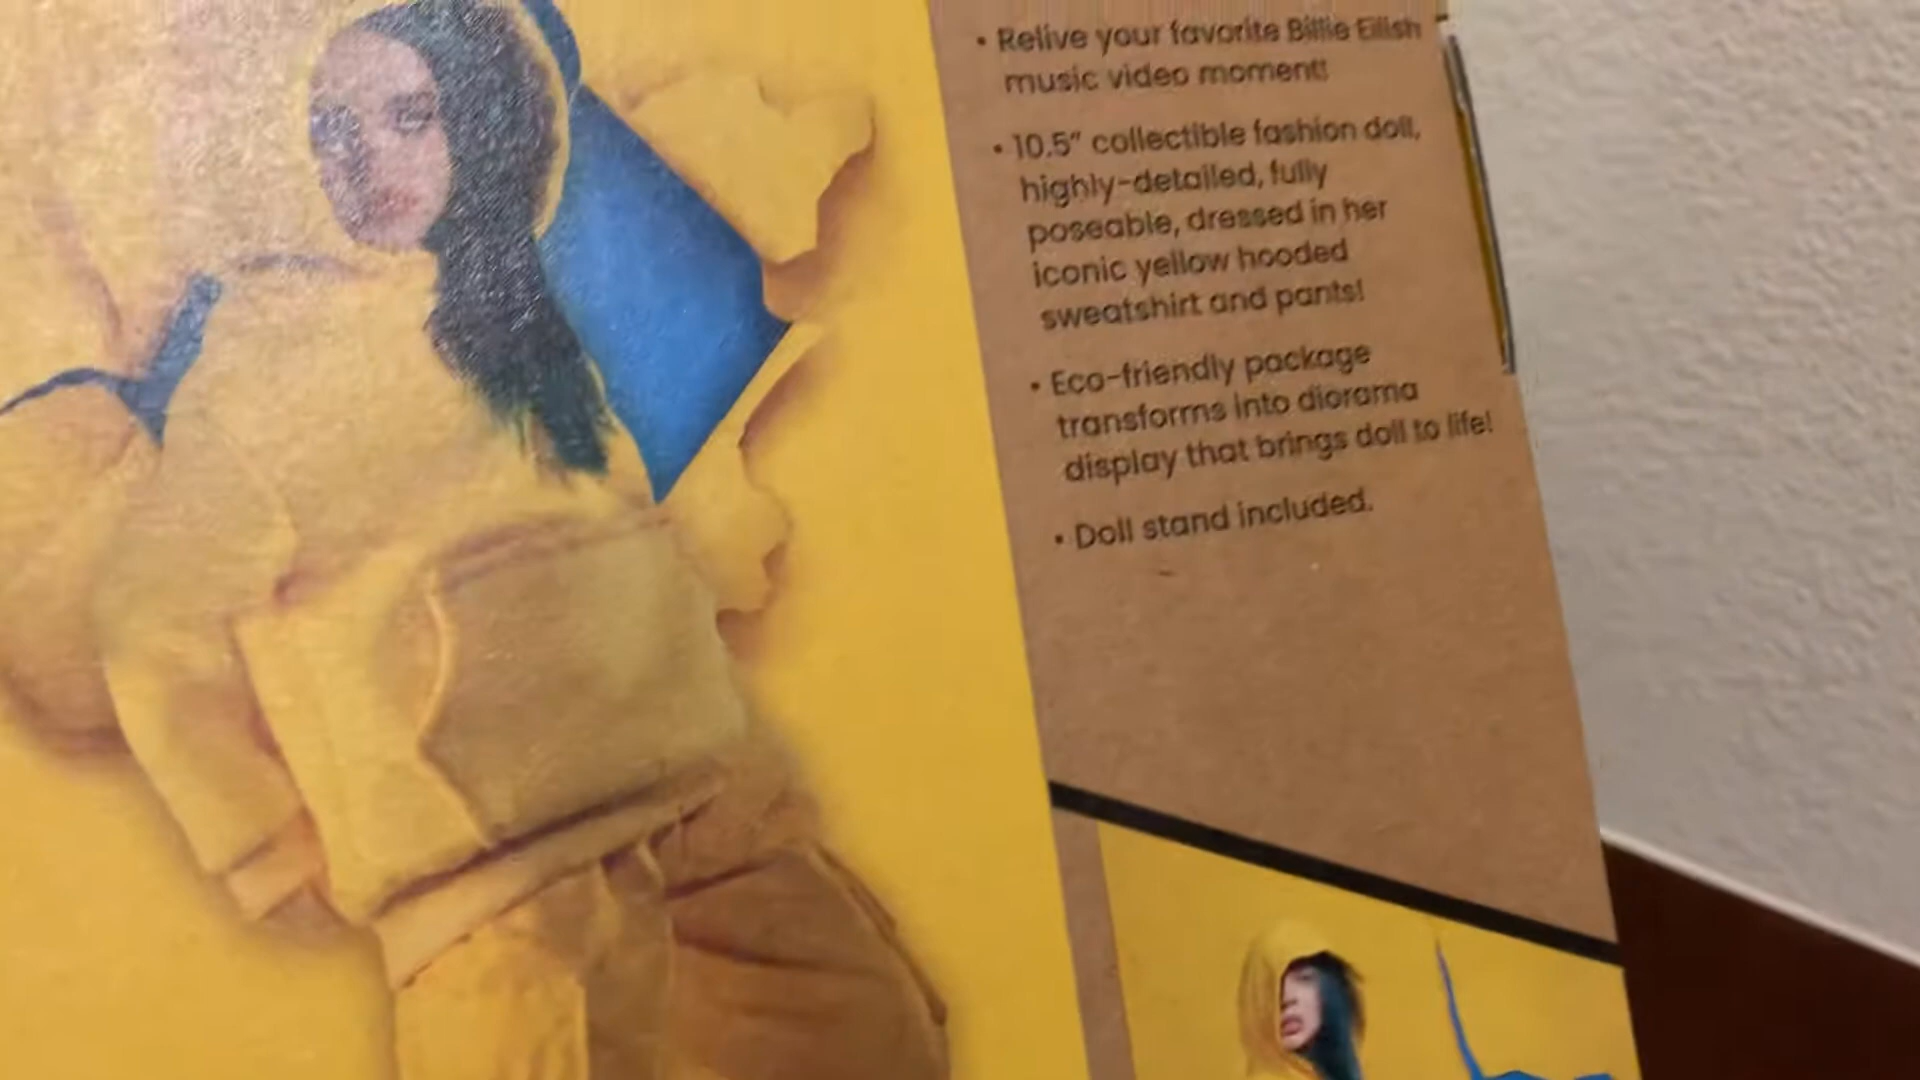 • Relive your favorite Billie Eilish
music video moment!
• 10.5" collectible fashion doll,
highly-detailed, fully
poseable, dressed in her
iconic yellow hooded
sweatshirt and pants!
• Eco-friendly package
transforms into diorama
display that brings doll to life!
• Doll stand included.